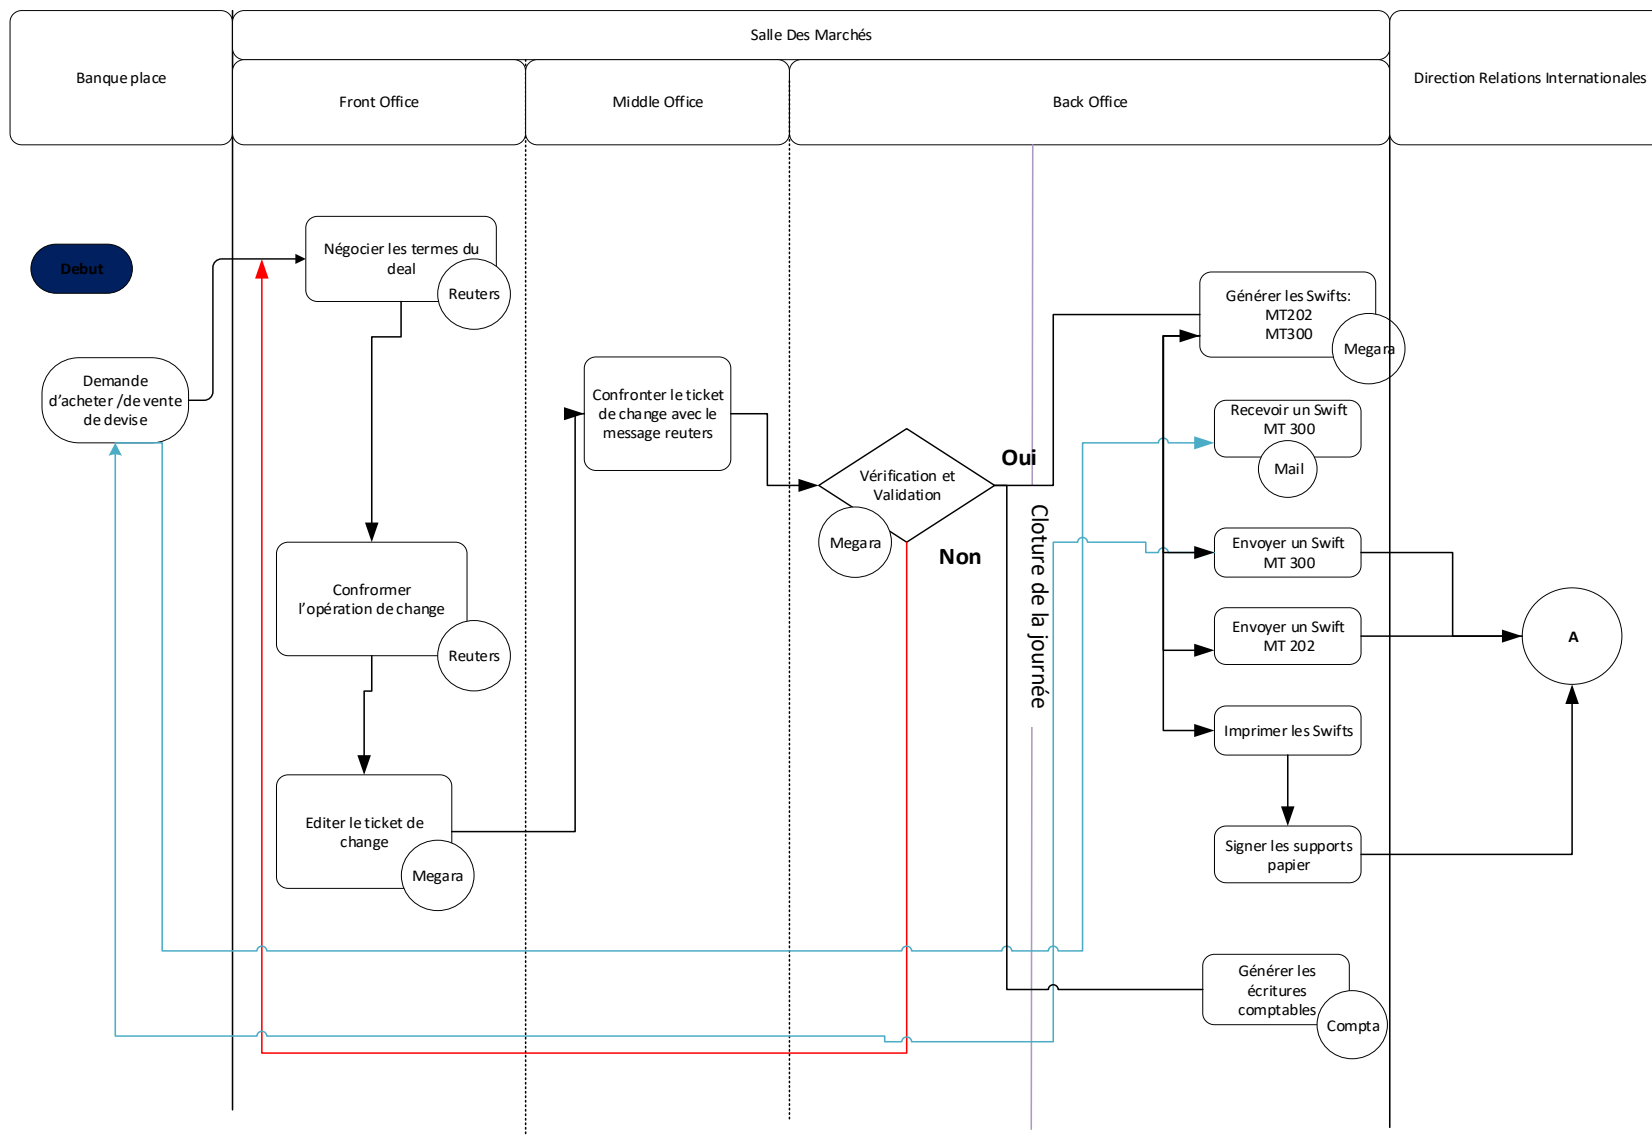 Salle Des Marchés
Banque place
Direction Relations Internationales
Front Office
Middle Office
Back Office
Debut
Négocier les termes du
deal
Reuters
Générer les Swifts:
MT202
MT300
Megara
Demande
d'acheter /de vente
de devise
Confronter le ticket
de change avec le
message reuters
Recevoir un Swift
MT 300
Mail
Oui
Vérification et
Validation
Megara
Non
Cloture de la journée
Envoyer un Swift
MT 300
Confrormer
l'opération de change
Reuters
Envoyer un Swift
MT 202
A
Imprimer les Swifts
Editer le ticket de
change
Megara
Signer les supports
papier
Générer les
écritures
comptables
Compta